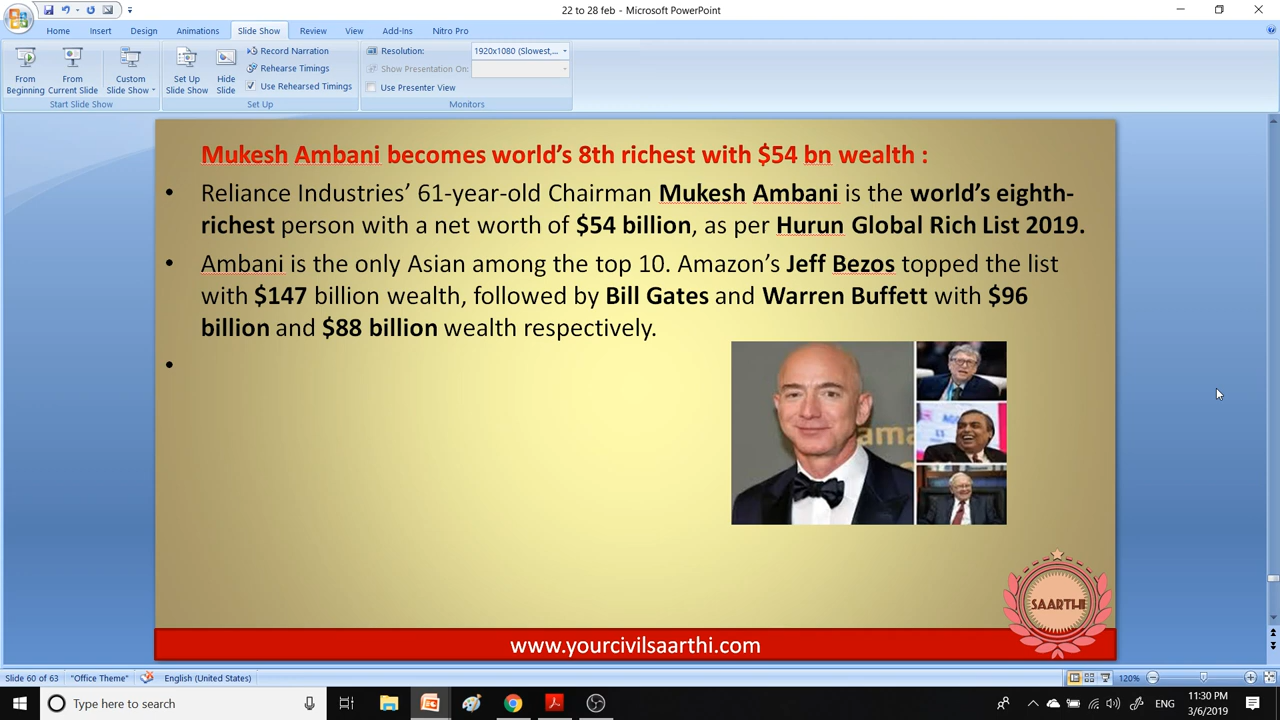 22 to 28 feb - Microsoft PowerPoint
Home Insert Design Animations Slide Show Review View Add-Ins Nitro Pro
From Beginning
From Current Slide
Custom Slide Show
Start Slide Show
Set Up Slide Show
Hide Slide
Record Narration
Rehearse Timings
Use Rehearsed Timings
Set Up
Resolution: 1920x1080 (Slowest,...
Show Presentation On:
Use Presenter View
Monitors
Mukesh Ambani becomes world's 8th richest with $54 bn wealth :
• Reliance Industries' 61-year-old Chairman Mukesh Ambani is the world's eighth-
richest person with a net worth of $54 billion, as per Hurun Global Rich List 2019.
• Ambani is the only Asian among the top 10. Amazon's Jeff Bezos topped the list
with $147 billion wealth, followed by Bill Gates and Warren Buffett with $96
billion and $88 billion wealth respectively.
•
ama
SAARTHI
www.yourcivilsaarthi.com
Slide 60 of 63 "Office Theme" English (United States) 120%
Type here to search
ENG
11:30 PM
3/6/2019